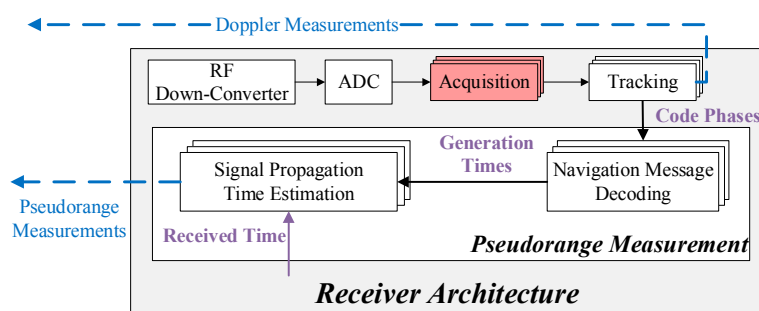 Doppler Measurements
RF
Down-Converter
ADC
Acquisition
Tracking
Code Phases
Generation
Times
Signal Propagation
Time Estimation
Navigation Message
Decoding
Pseudorange
Measurements
Received Time
Pseudorange Measurement
Receiver Architecture